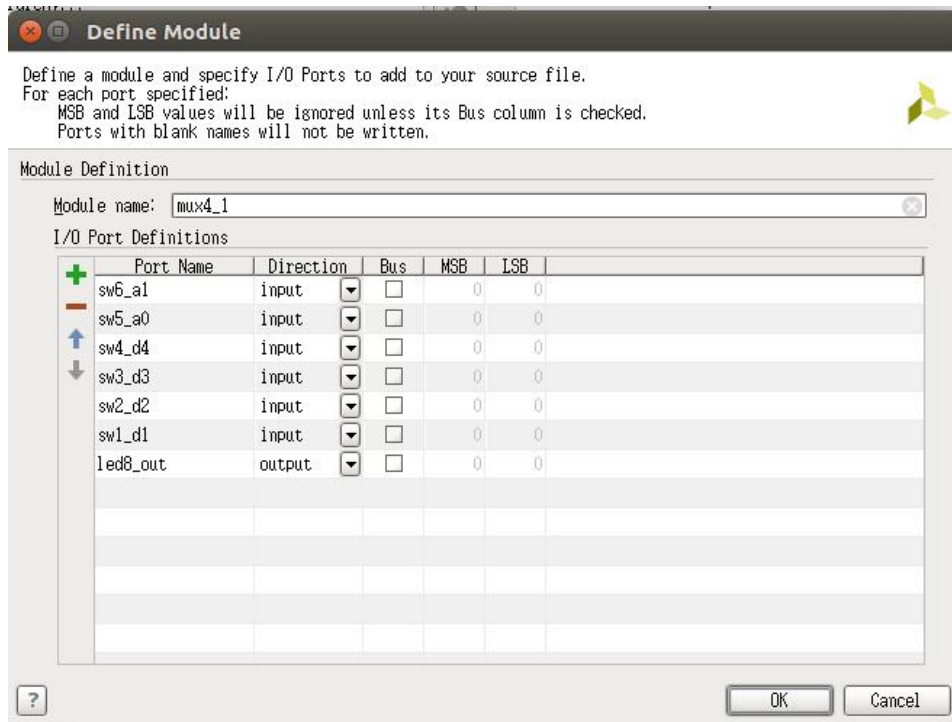 Define Module
Define a module and specify I/O Ports to add to your source file.
For each port specified:
MSB and LSB values will be ignored unless its Bus column is checked.
Ports with blank names will not be written.
Module Definition
Module name: mux4_1
I/O Port Definitions
Port Name Direction Bus MSB LSB
sw6_a1 input 0 0
sw5_a0 input 0 0
sw4_d4 input 0 0
sw3_d3 input 0 0
sw2_d2 input 0 0
sw1_d1 input 0 0
led8_out output 0 0
? OK Cancel